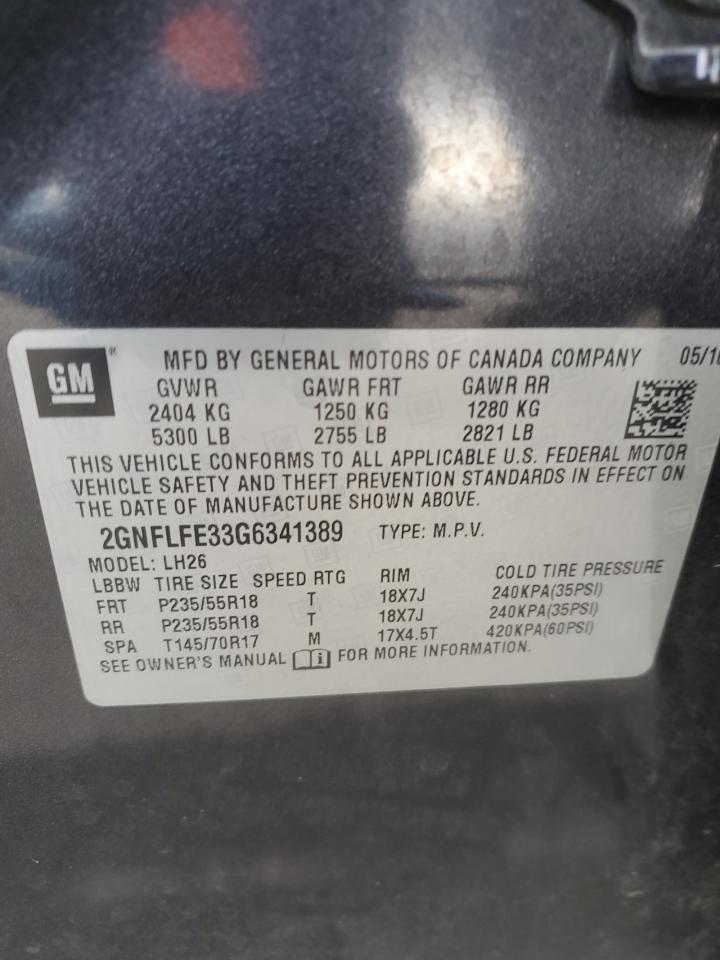 GM ®
MFD BY GENERAL MOTORS OF CANADA COMPANY 05/16
GVWR GAWR FRT GAWR RR
2404 KG 1250 KG 1280 KG
5300 LB 2755 LB 2821 LB
THIS VEHICLE CONFORMS TO ALL APPLICABLE U.S. FEDERAL MOTOR
VEHICLE SAFETY AND THEFT PREVENTION STANDARDS IN EFFECT ON
THE DATE OF MANUFACTURE SHOWN ABOVE.
2GNFLFE33G6341389 TYPE: M.P.V.
MODEL: LH26
LBBW TIRE SIZE SPEED RTG RIM COLD TIRE PRESSURE
FRT P235/55R18 T 18X7J 240KPA(35PSI)
RR P235/55R18 T 18X7J 240KPA(35PSI)
SPA T145/70R17 M 17X4.5T 420KPA(60PSI)
SEE OWNER'S MANUAL i FOR MORE INFORMATION.